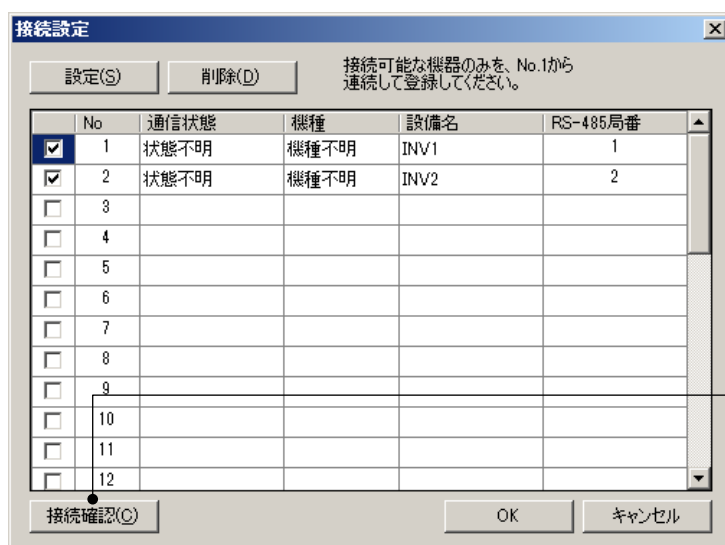 接続設定
設定(S) 削除(D) 接続可能な機器のみを、No.1から
連続して登録してください。
No 通信状態 機種 設備名 RS-485局番
1 状態不明 機種不明 INV1 1
2 状態不明 機種不明 INV2 2
3
4
5
6
7
8
9
10
11
12
接続確認(C) OK キャンセル